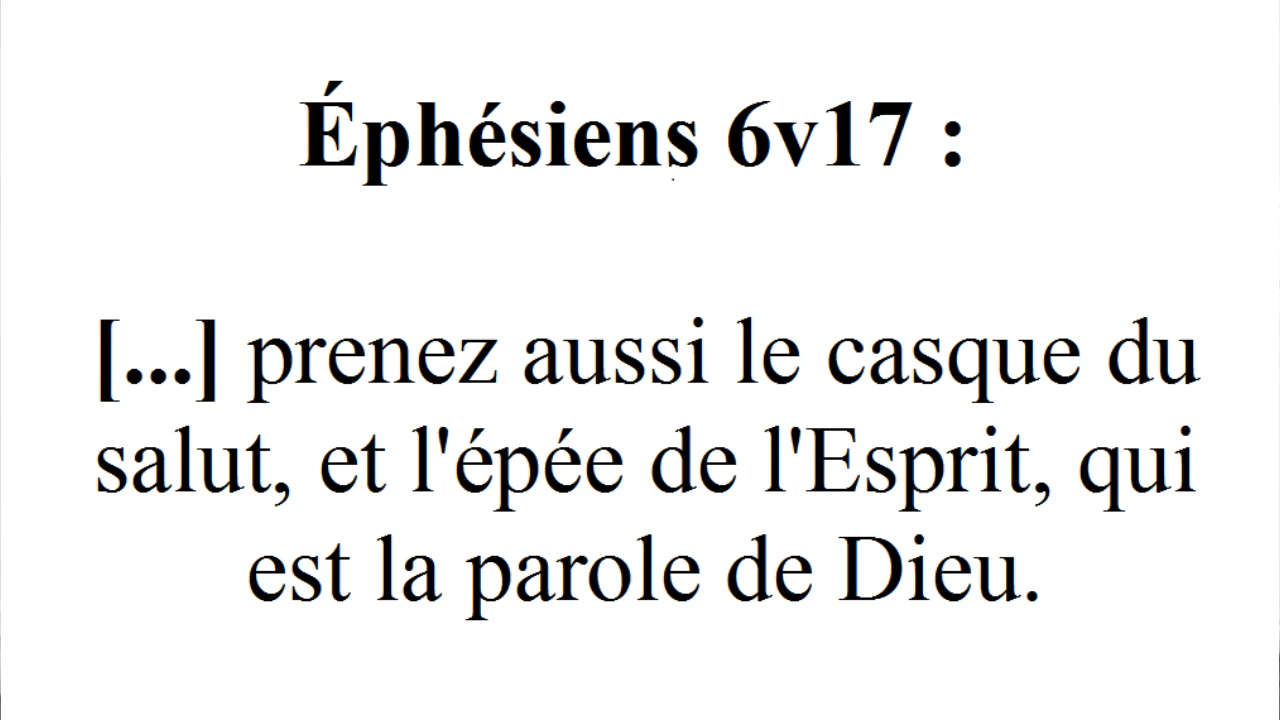 Éphésiens 6v17 :
[...] prenez aussi le casque du
salut, et l'épée de l'Esprit, qui
est la parole de Dieu.